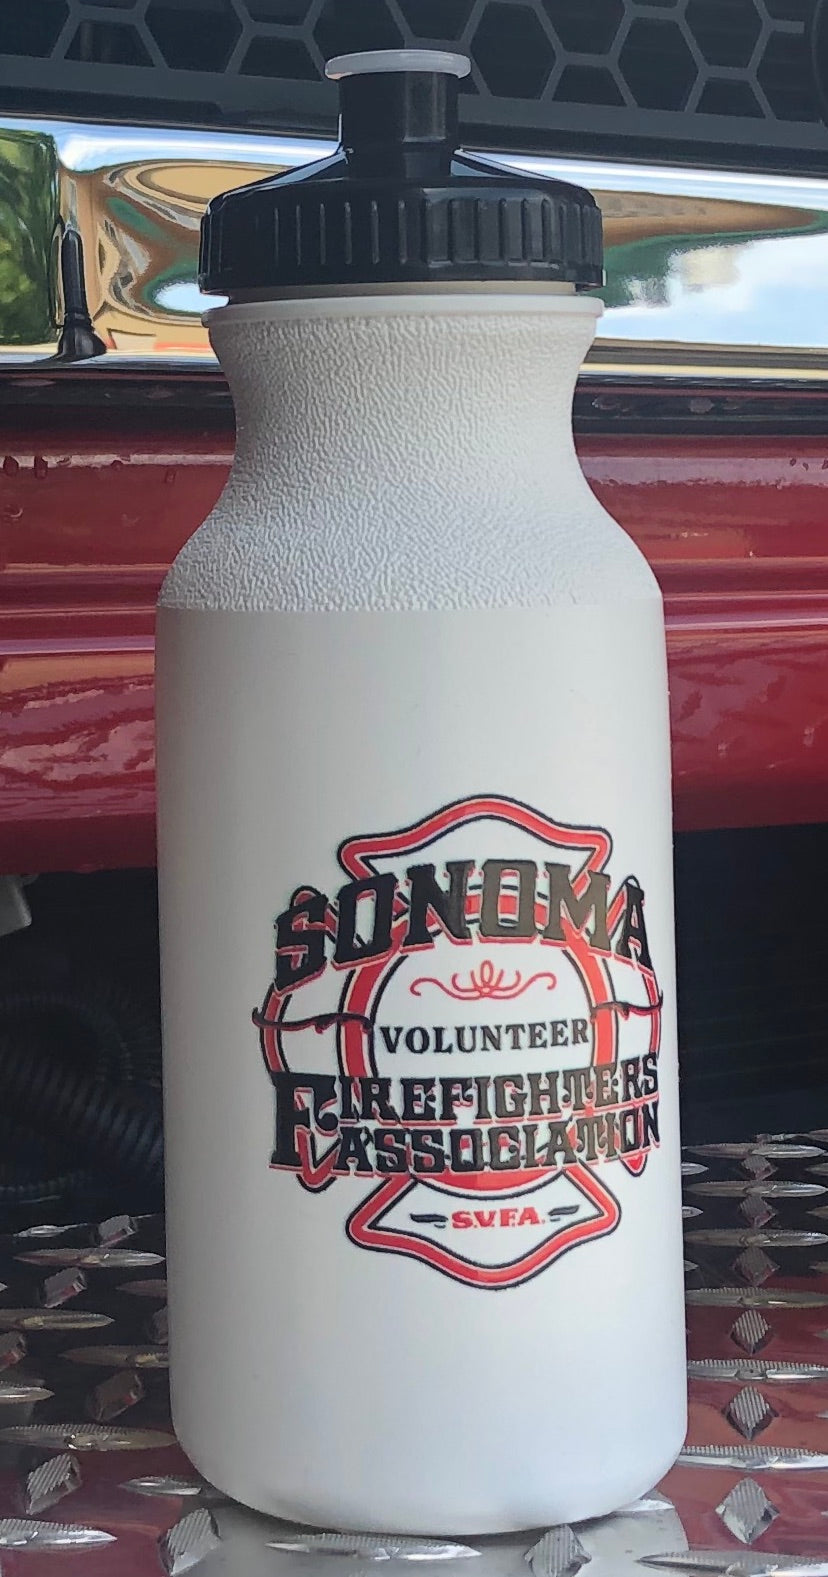 SONOMA
VOLUNTEER
FIREFIGHTERS
ASSOCIATION
S.V.F.A.